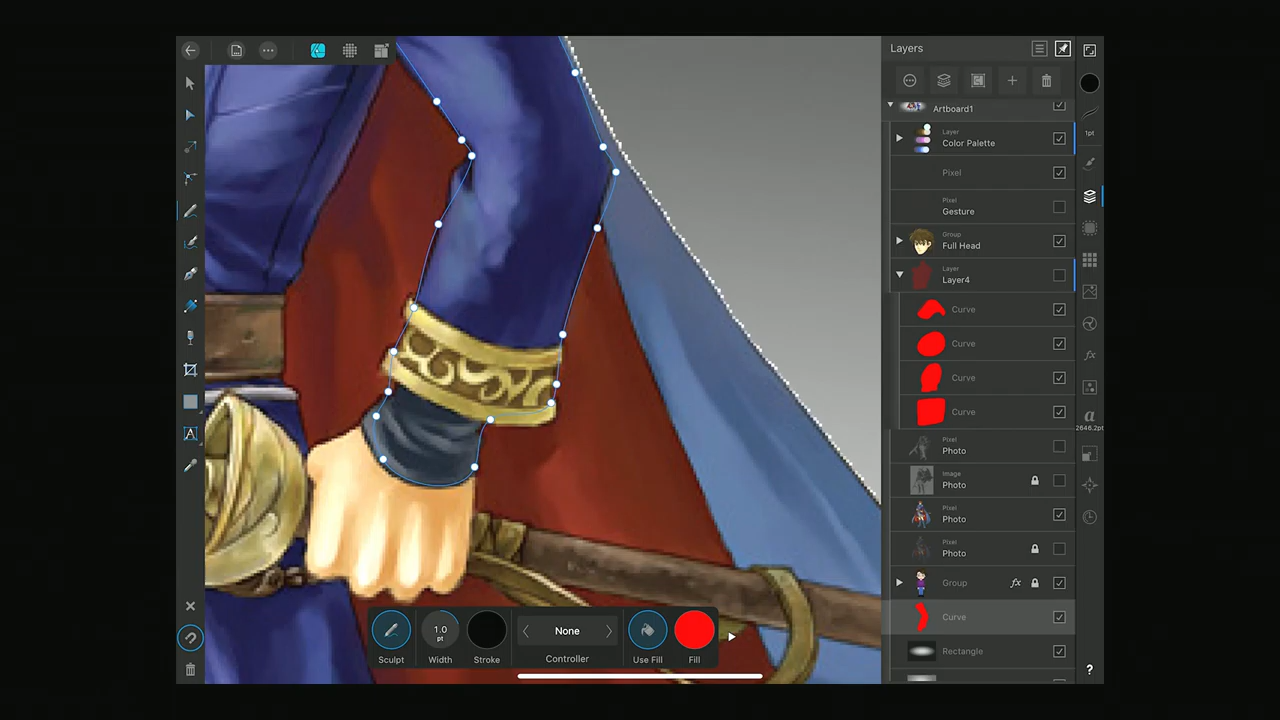 Layers
Artboard1
1pt
Layer
Color Palette
Pixel
Pixel
Gesture
Group
Full Head
Layer
Layer4
Curve
Curve
Curve
Curve
a
2646.2pt
Pixel
Photo
Image
Photo
Pixel
Photo
Pixel
Photo
Group
fx
Curve
Rectangle
A
fx
1.0
pt
None
Sculpt
Width
Stroke
Controller
Use Fill
Fill
?